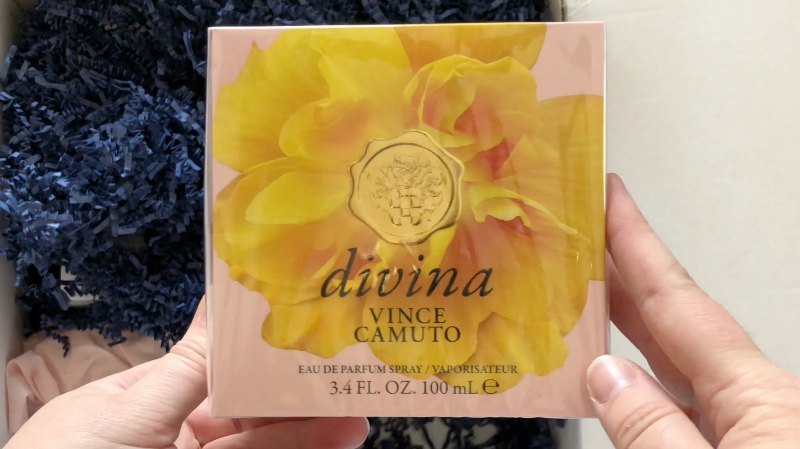 divina
VINCE
CAMUTO
EAU DE PARFUM SPRAY / VAPORISATEUR
3.4 FL. OZ. 100 mL ℮